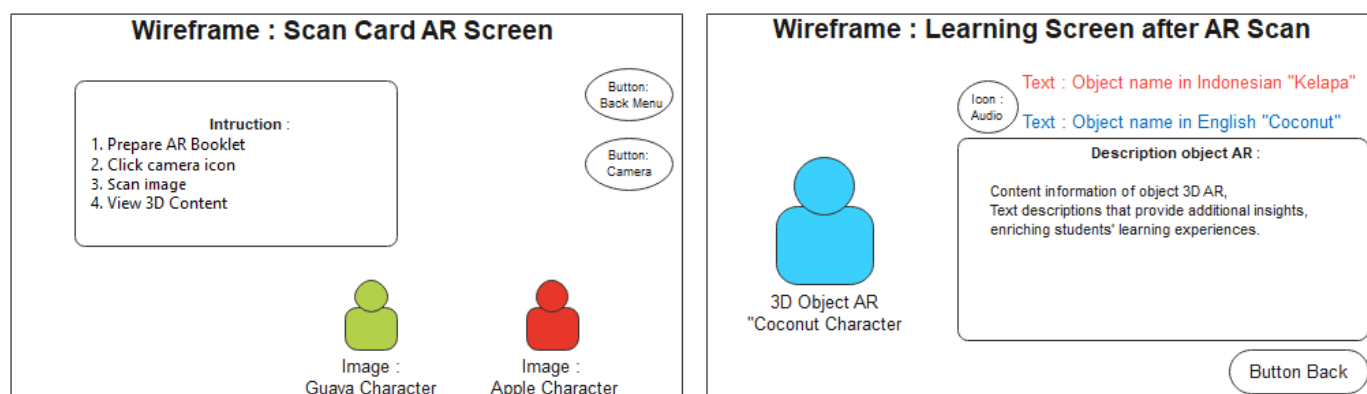 Wireframe : Scan Card AR Screen
Button:
Back Menu
Intruction :
1. Prepare AR Booklet
2. Click camera icon
3. Scan image
4. View 3D Content
Button:
Camera
Image :
Guava Character
Image :
Apple Character
Wireframe : Learning Screen after AR Scan
Icon :
Audio
Text : Object name in Indonesian "Kelapa"
Text : Object name in English "Coconut"
Description object AR :
Content information of object 3D AR,
Text descriptions that provide additional insights,
enriching students' learning experiences.
3D Object AR
"Coconut Character
Button Back